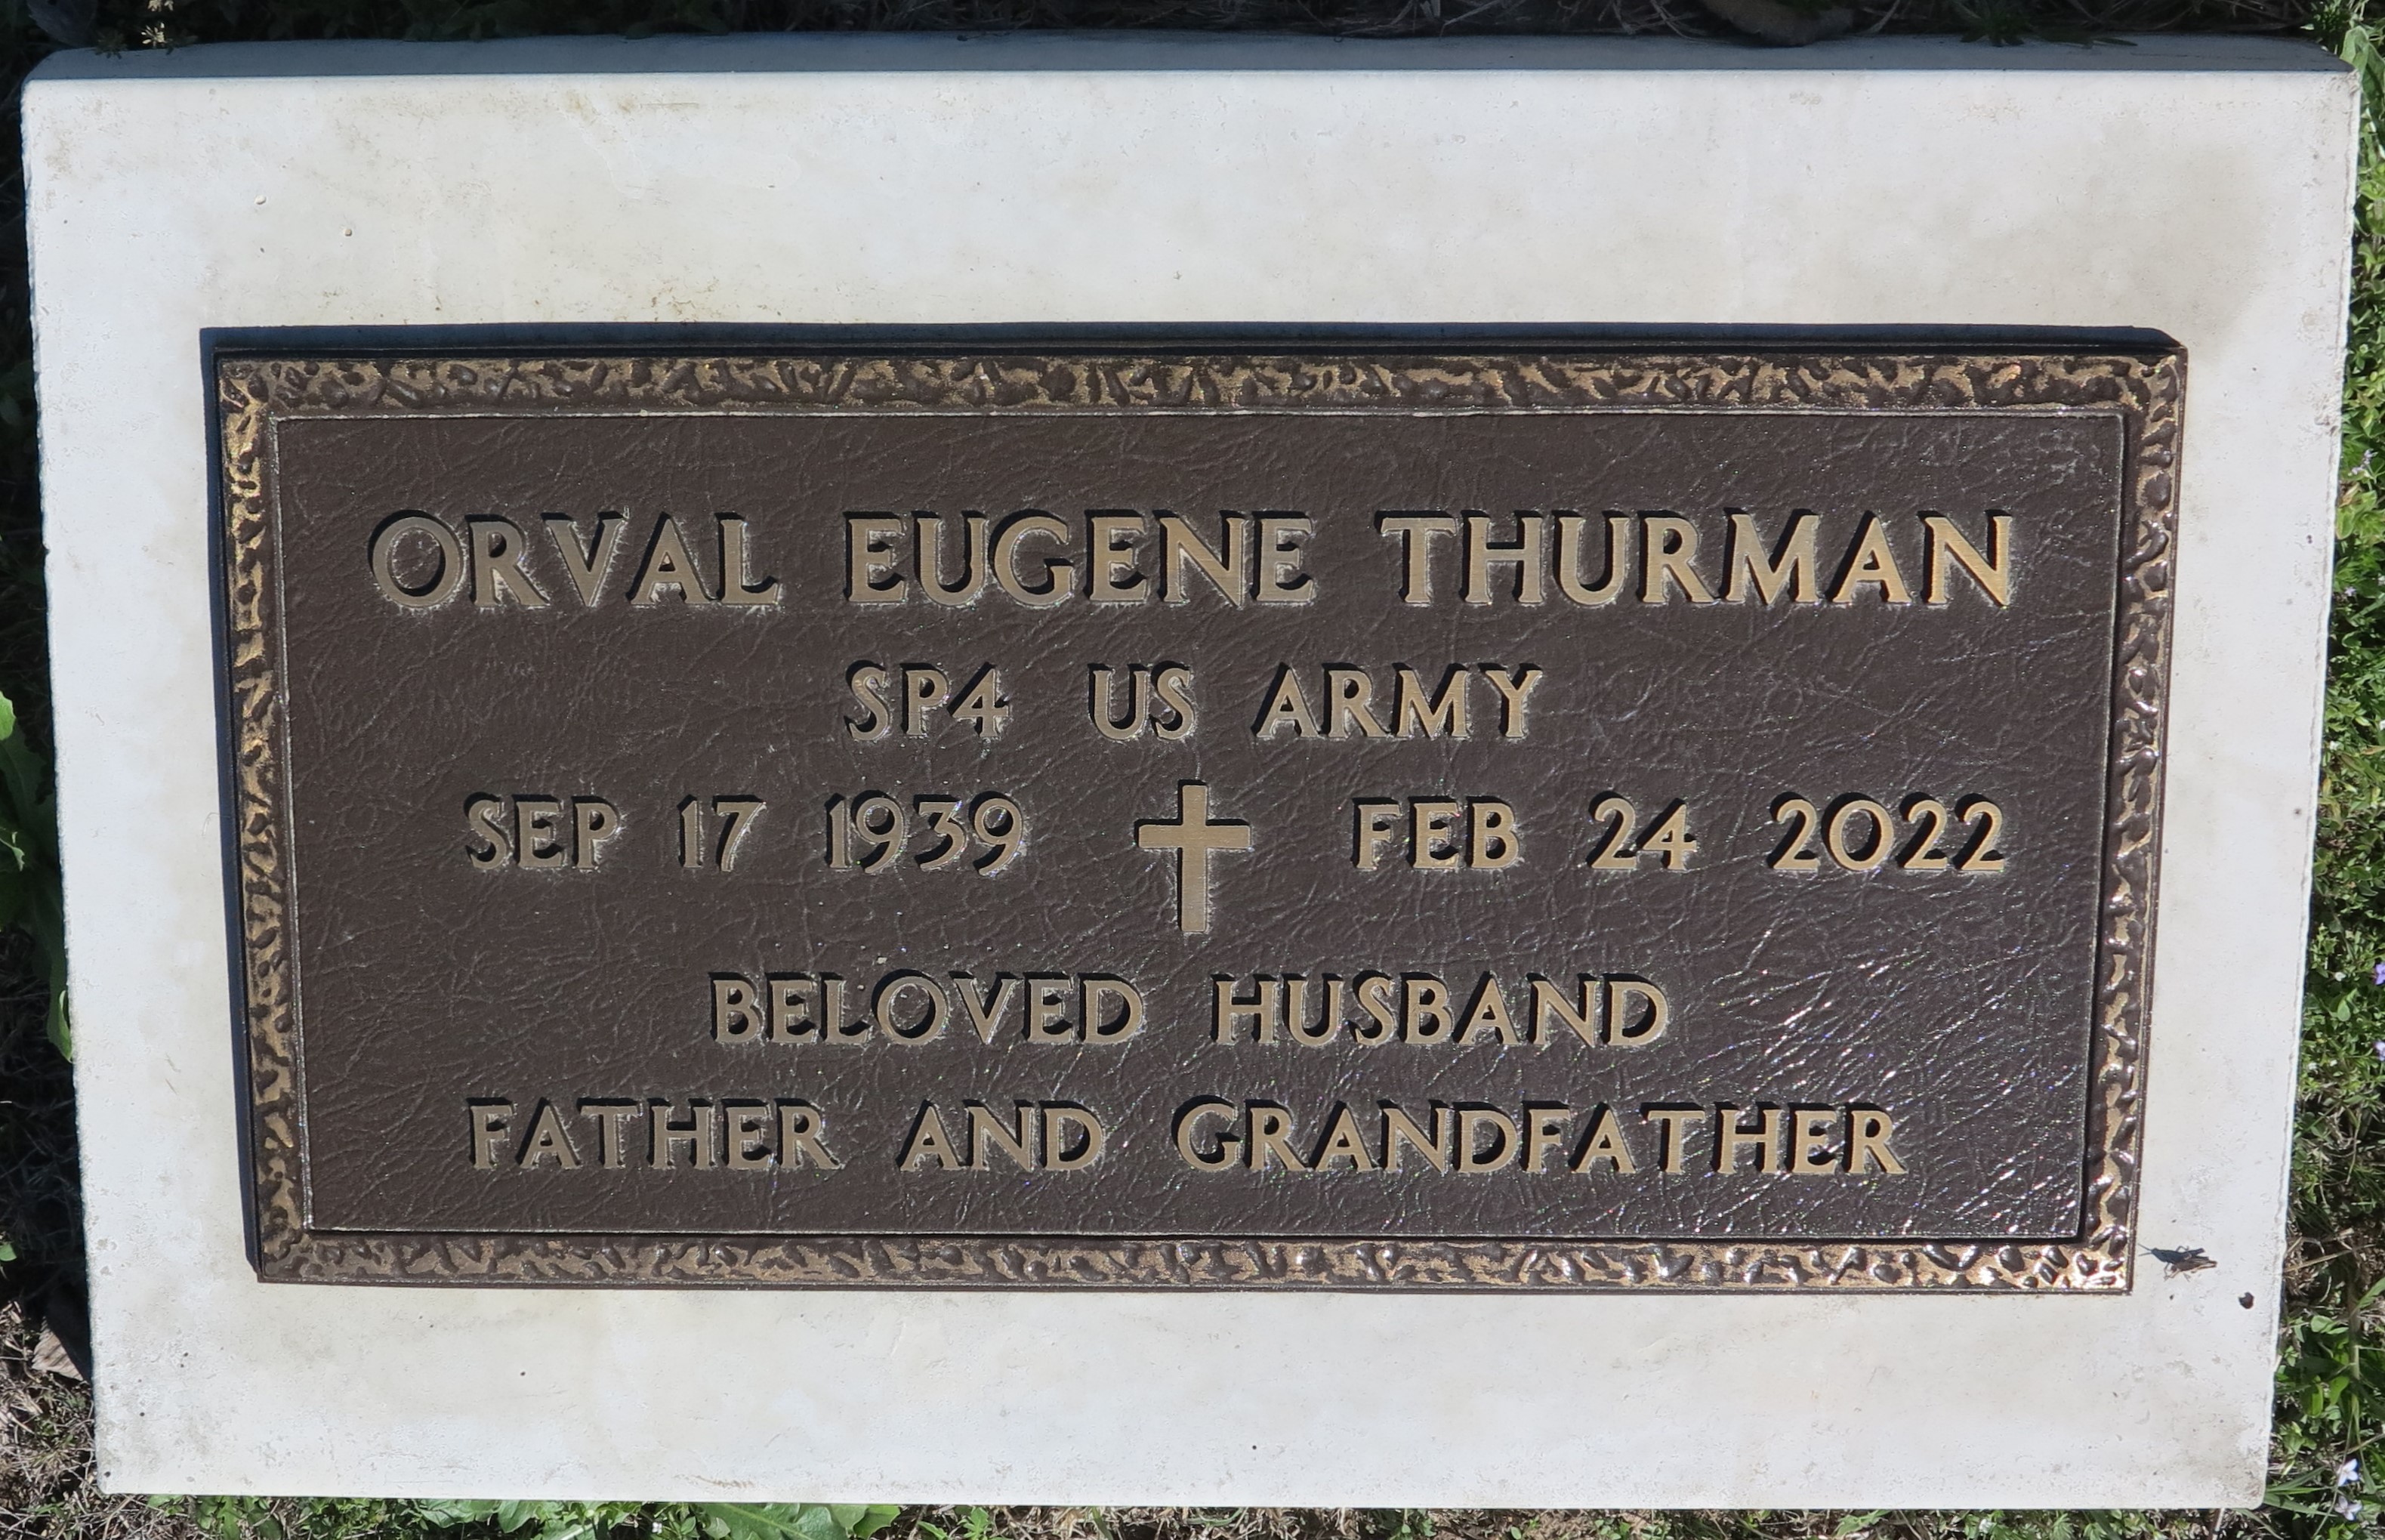 ORVAL EUGENE THURMAN
SP4 US ARMY
SEP 17 1939 FEB 24 2022
BELOVED HUSBAND
FATHER AND GRANDFATHER